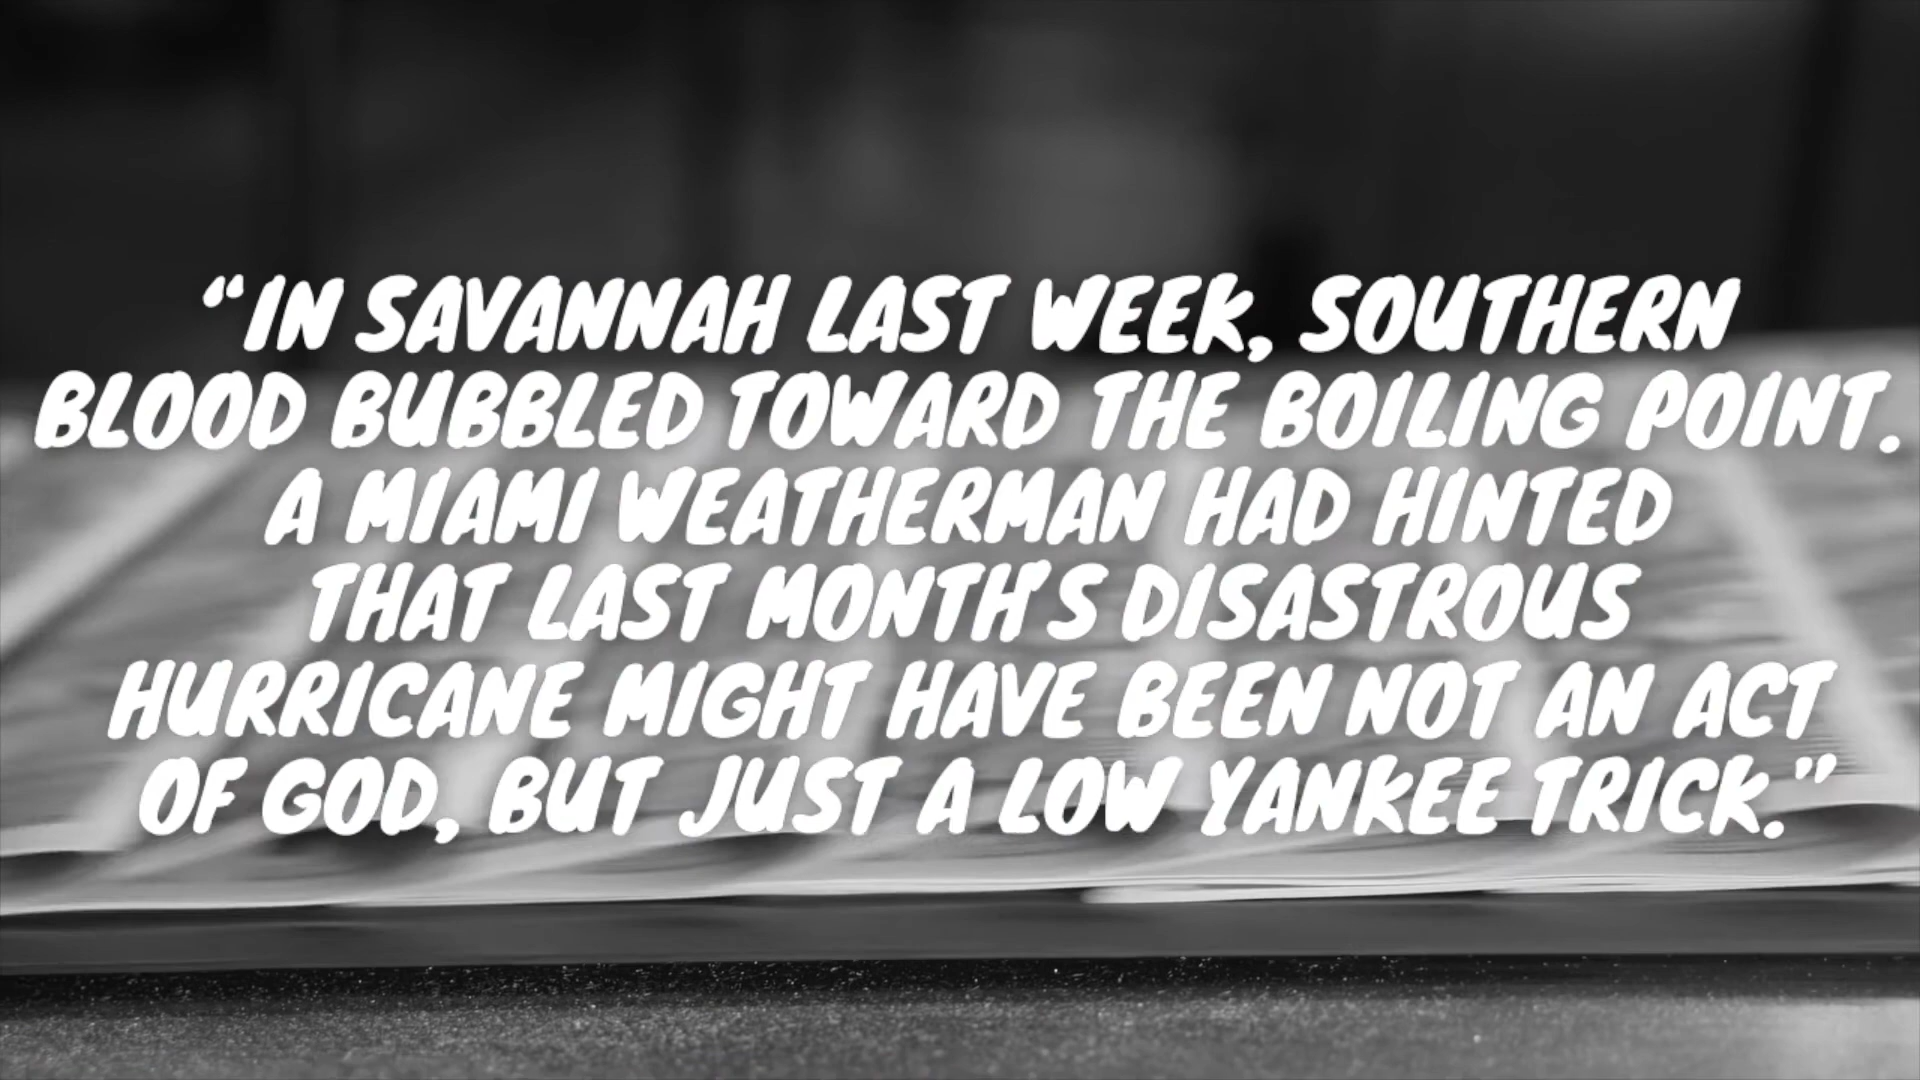 “IN SAVANNAH LAST WEEK, SOUTHERN
BLOOD BUBBLED TOWARD THE BOILING POINT.
A MIAMI WEATHERMAN HAD HINTED
THAT LAST MONTH'S DISASTROUS
HURRICANE MIGHT HAVE BEEN NOT AN ACT
OF GOD, BUT JUST A LOW YANKEE TRICK.”